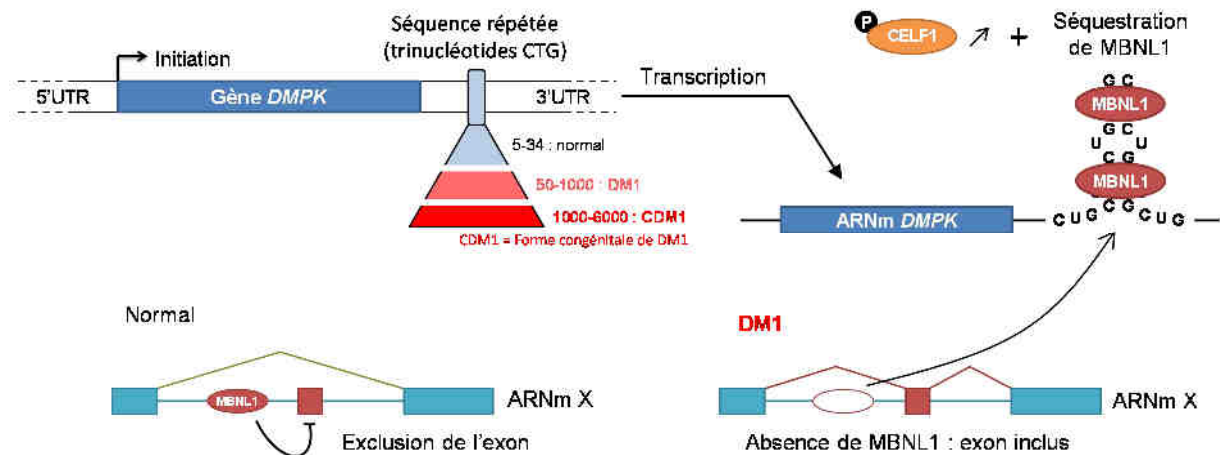 Séquence répétée
(trinucléotides CTG)
Initiation
5'UTR
Gène DMPK
3'UTR
5-34 : normal
50-1000 : DM1
1000-6000 : CDM1
CDM1 = Forme congénitale de DM1
Transcription
P
CELF1
+
Séquestration
de MBNL1
G C
MBNL1
G C
U U
C G
MBNL1
ARNm DMPK
C U G C G C U G
Normal
MBNL1
ARNm X
Exclusion de l'exon
DM1
ARNm X
Absence de MBNL1 : exon inclus